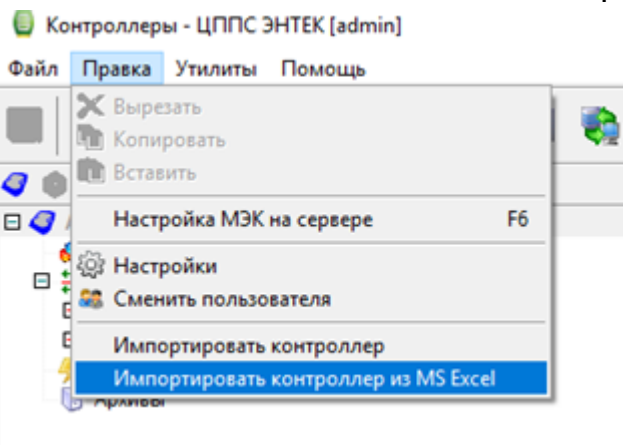 Контроллеры - ЦППС ЭНТЕК [admin]
Файл Правка Утилиты Помощь
Вырезать
Копировать
Вставить
Настройка МЭК на сервере F6
Настройки
Сменить пользователя
Импортировать контроллер
Импортировать контроллер из MS Excel
Архивы